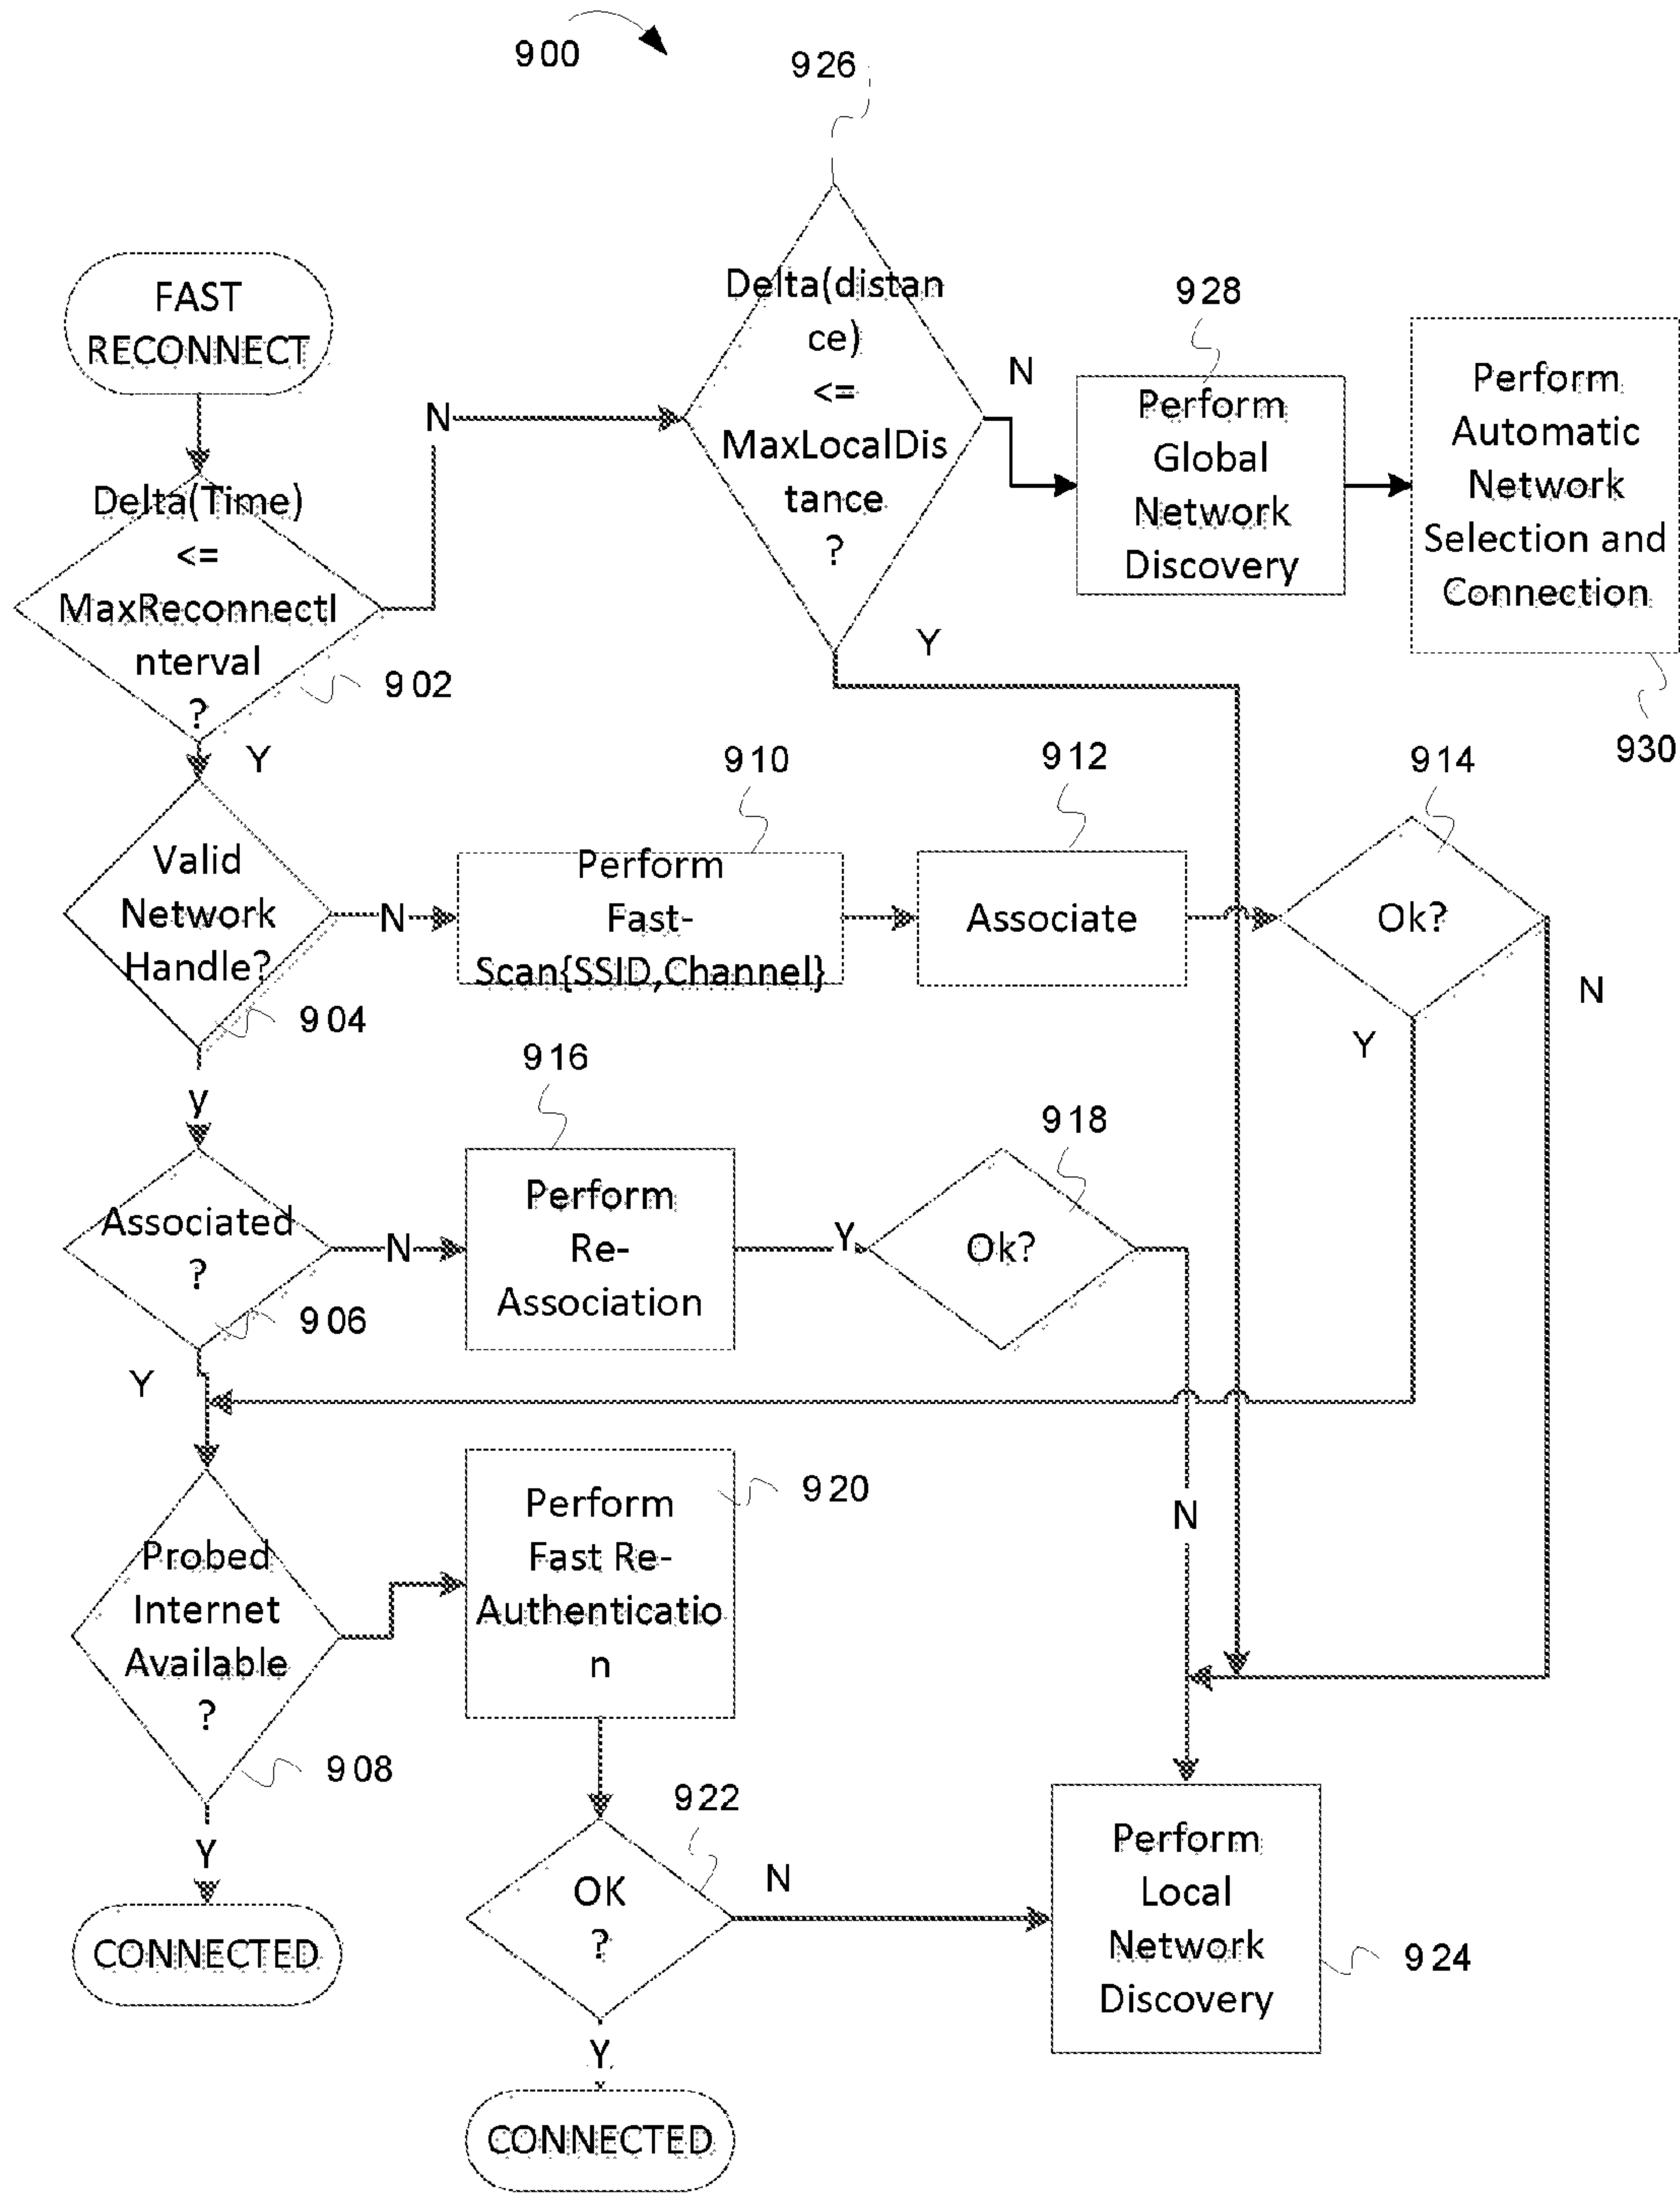 900
926
FAST
RECONNECT
Delta(Time)
<=
MaxReconnectI
nterval
?
902
N
Y
Delta(distan
ce)
<=
MaxLocalDis
tance
?
N
Y
928
Perform
Global
Network
Discovery
Perform
Automatic
Network
Selection and
Connection
930
Valid
Network
Handle?
904
N
y
910
Perform
Fast-
Scan{SSID,Channel}
912
Associate
914
Ok?
N
Y
Associated
?
906
N
Y
916
Perform
Re-
Association
Y
918
Ok?
N
Probed
Internet
Available
?
908
Y
CONNECTED
Perform
Fast Re-
Authenticatio
n
920
922
OK
?
N
Y
CONNECTED
Perform
Local
Network
Discovery
924